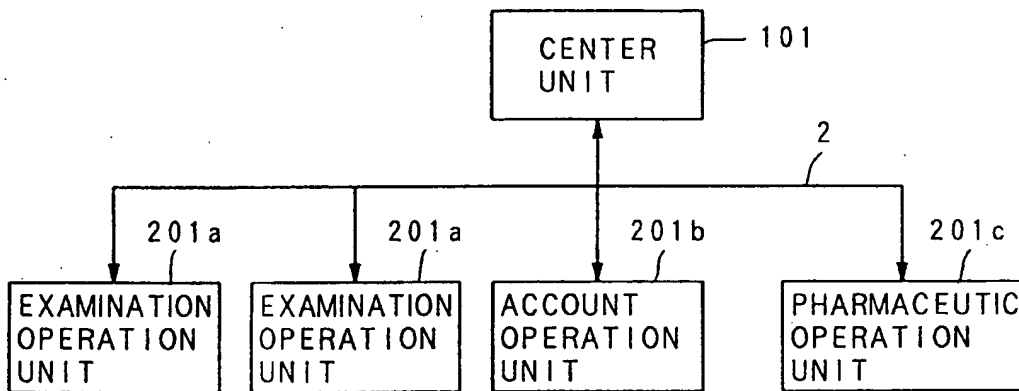 CENTER
UNIT
101
2
201a
201a
201b
201c
EXAMINATION
OPERATION
UNIT
EXAMINATION
OPERATION
UNIT
ACCOUNT
OPERATION
UNIT
PHARMACEUTIC
OPERATION
UNIT